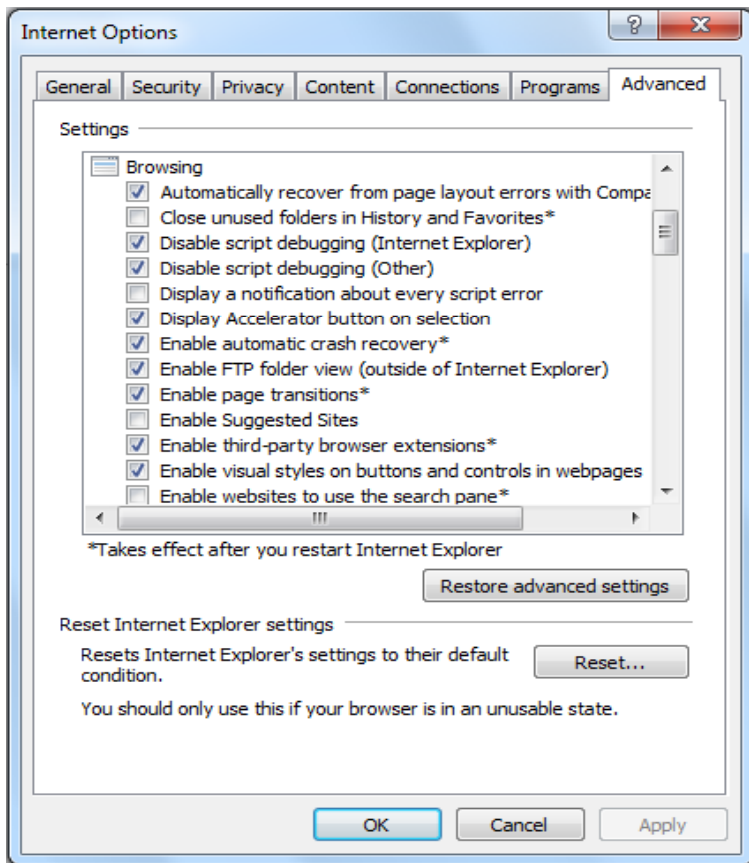 Internet Options
General Security Privacy Content Connections Programs Advanced
Settings
Browsing
Automatically recover from page layout errors with Compa
Close unused folders in History and Favorites*
Disable script debugging (Internet Explorer)
Disable script debugging (Other)
Display a notification about every script error
Display Accelerator button on selection
Enable automatic crash recovery*
Enable FTP folder view (outside of Internet Explorer)
Enable page transitions*
Enable Suggested Sites
Enable third-party browser extensions*
Enable visual styles on buttons and controls in webpages
Enable websites to use the search pane*
*Takes effect after you restart Internet Explorer
Restore advanced settings
Reset Internet Explorer settings
Resets Internet Explorer's settings to their default
condition.
Reset...
You should only use this if your browser is in an unusable state.
OK Cancel Apply